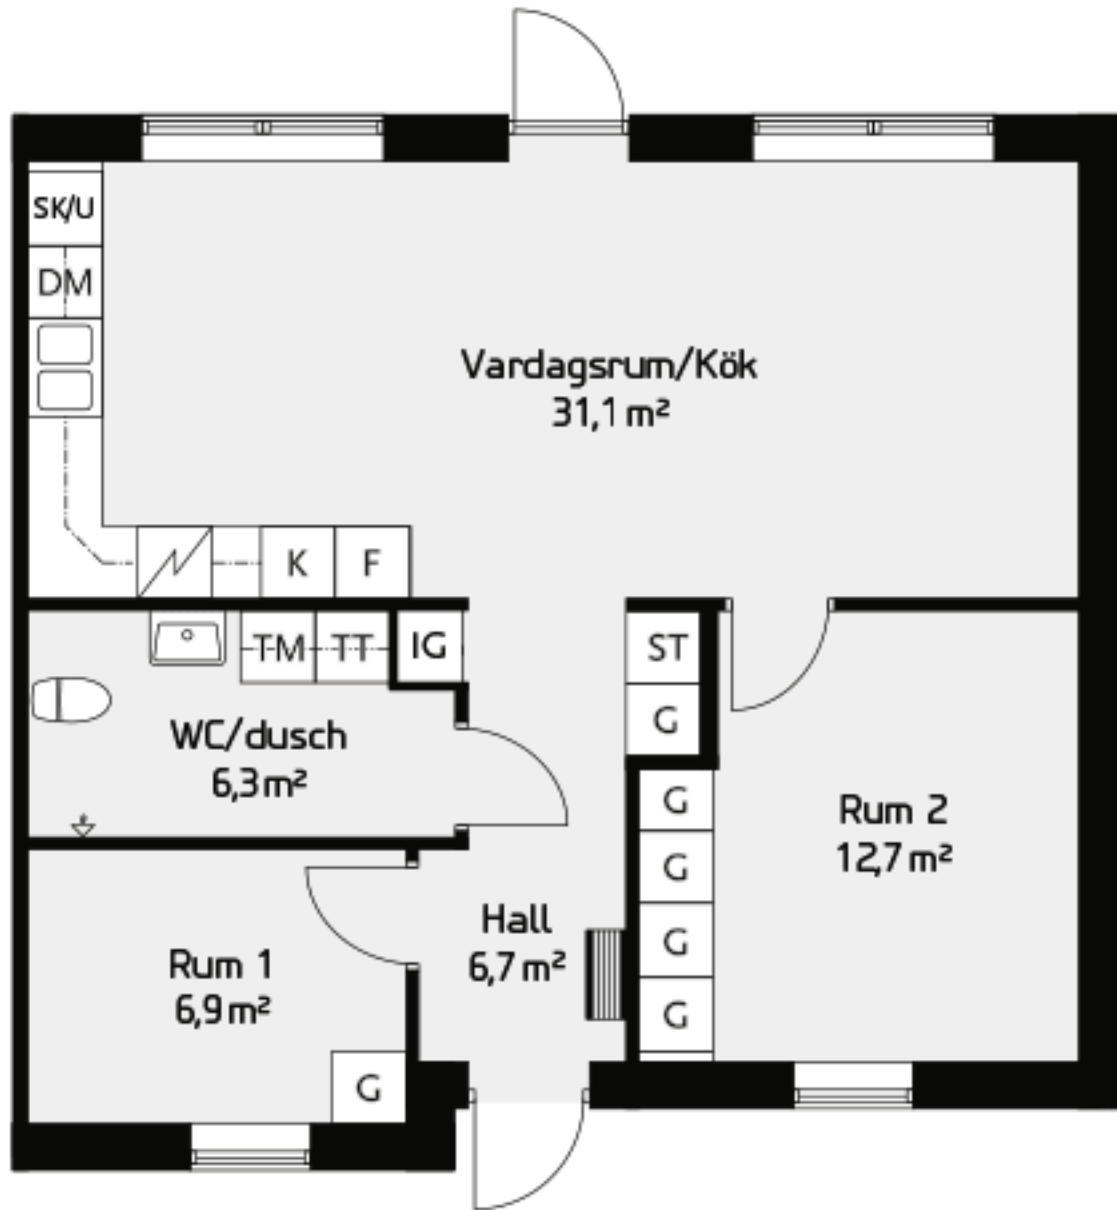 SK/U
DM
Vardagsrum/Kök
31,1 m²
K
F
TM
TT
IG
ST
G
WC/dusch
6,3 m²
G
Rum 2
12,7 m²
G
Hall
6,7 m²
G
Rum 1
6,9 m²
G
G